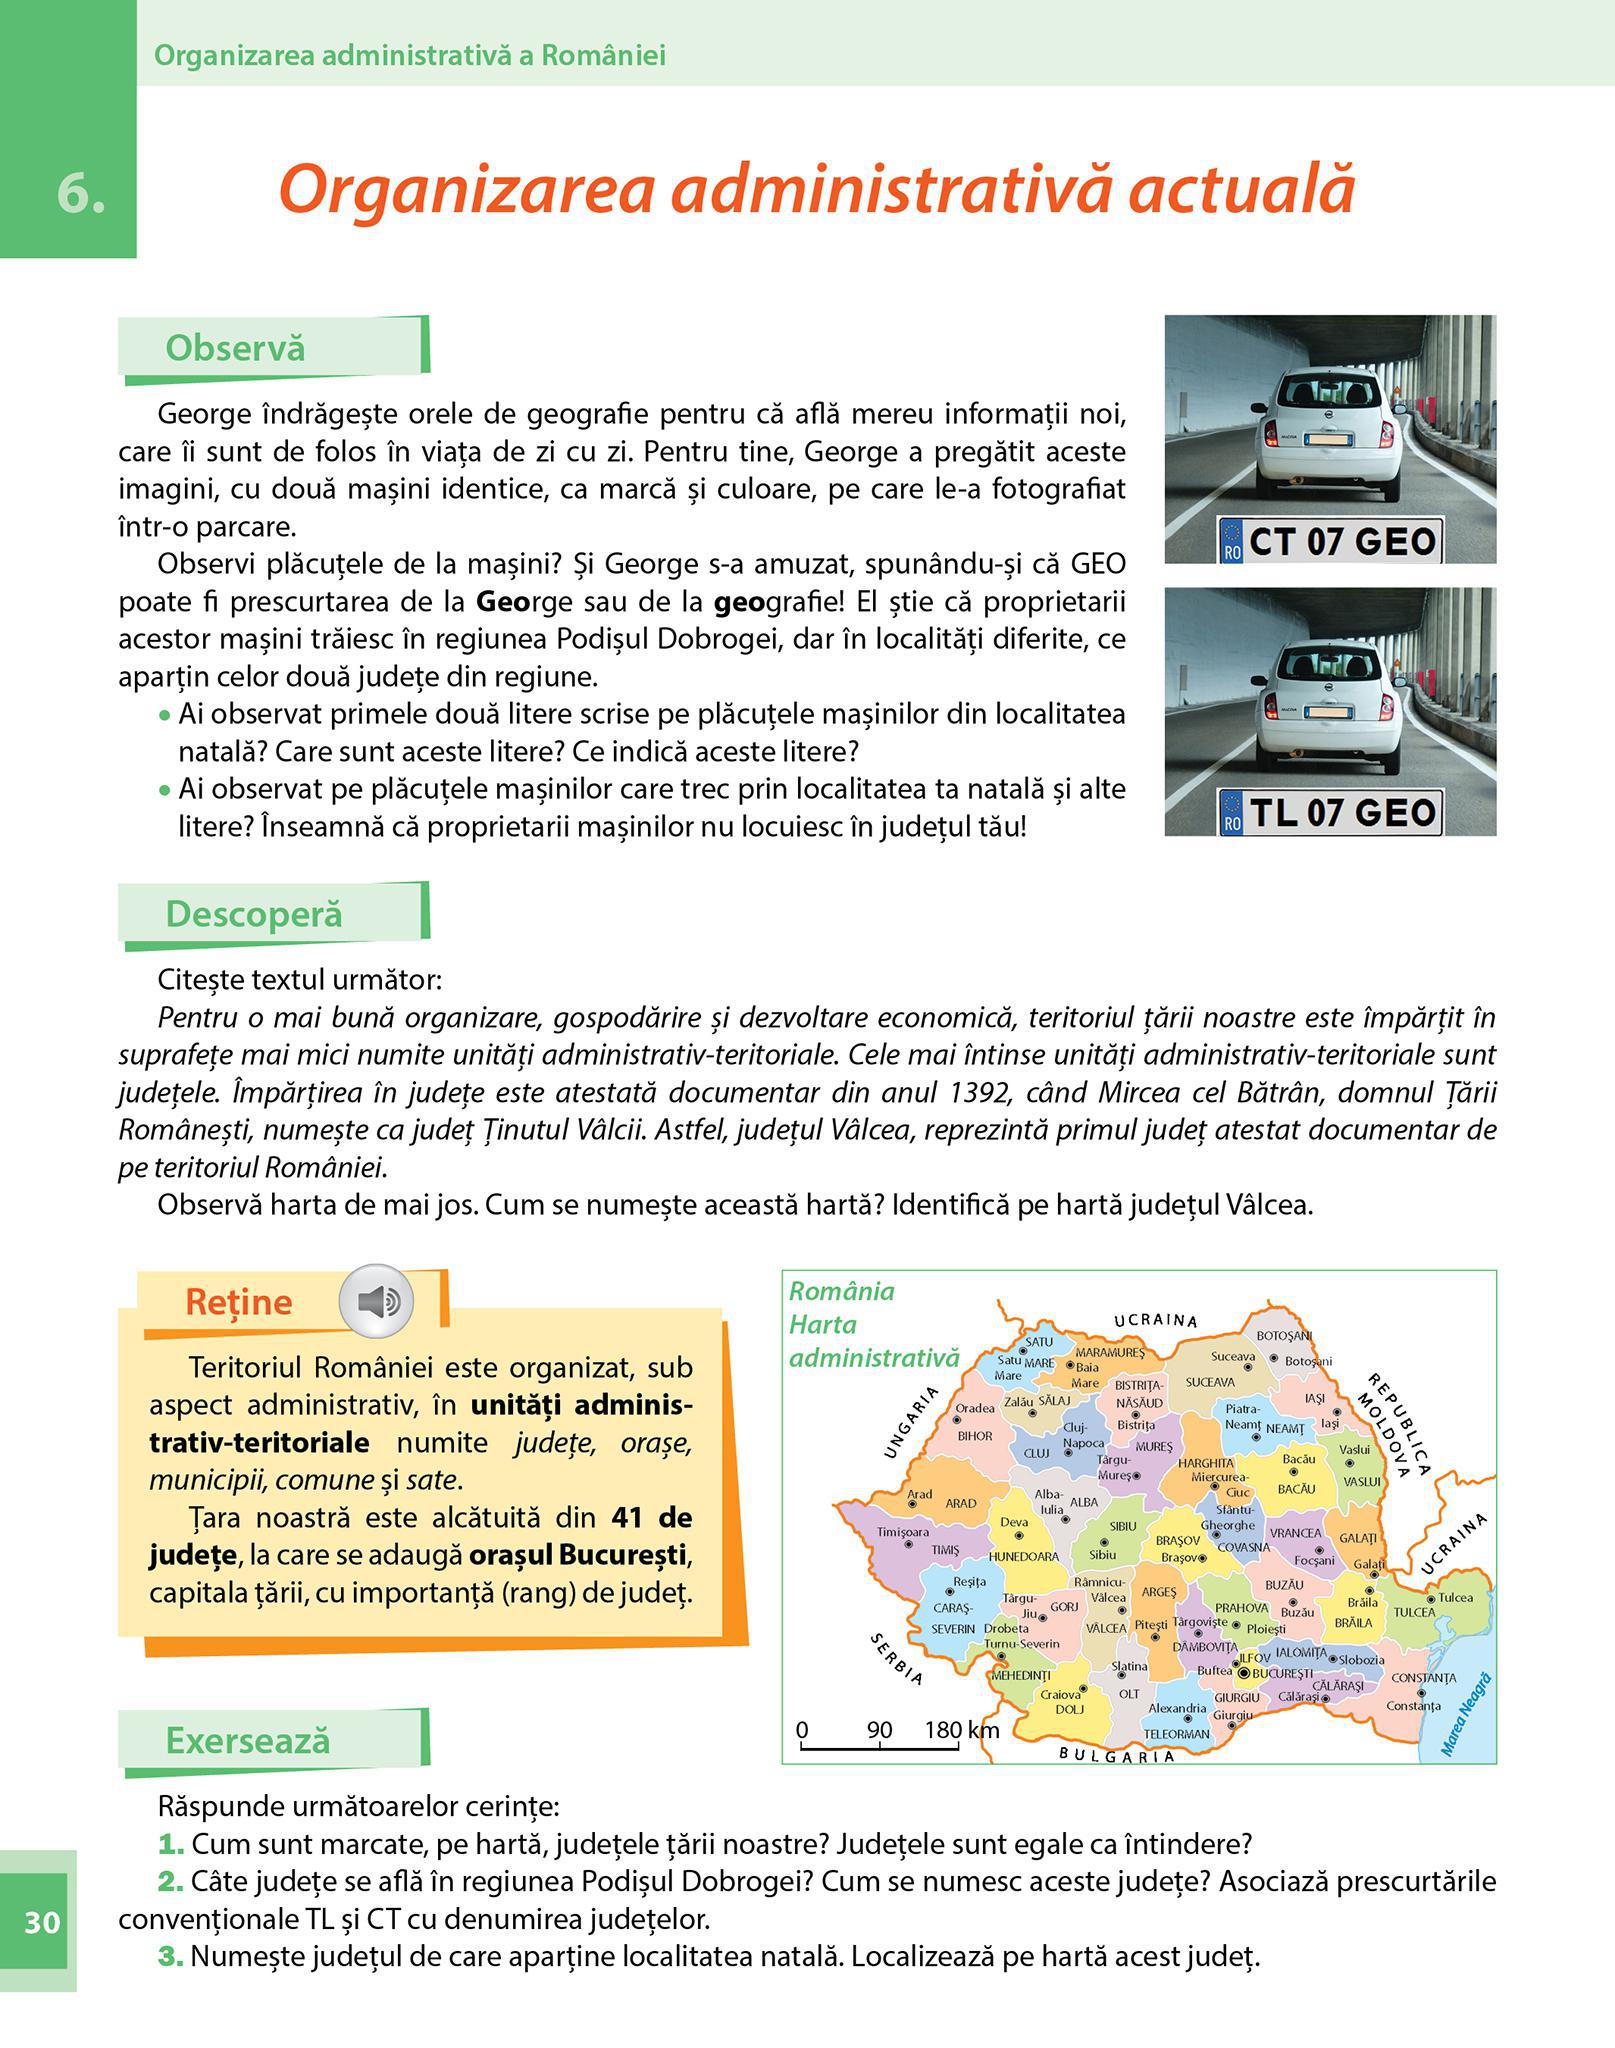 Organizarea administrativă a României
6.
Organizarea administrativă actuală
Observă
George îndrăgește orele de geografie pentru că află mereu informații noi,
care îi sunt de folos în viața de zi cu zi. Pentru tine, George a pregătit aceste
imagini, cu două mașini identice, ca marcă și culoare, pe care le-a fotografiat
într-o parcare.
Observi plăcuțele de la mașini? Și George s-a amuzat, spunându-și că GEO
poate fi prescurtarea de la George sau de la geografie! El știe că proprietarii
acestor mașini trăiesc în regiunea Podișul Dobrogei, dar în localități diferite, ce
aparțin celor două județe din regiune.
• Ai observat primele două litere scrise pe plăcuțele mașinilor din localitatea
natală? Care sunt aceste litere? Ce indică aceste litere?
• Ai observat pe plăcuțele mașinilor care trec prin localitatea ta natală și alte
litere? Înseamnă că proprietarii mașinilor nu locuiesc în județul tău!
RO CT 07 GEO
RO TL 07 GEO
Descoperă
Citește textul următor:
Pentru o mai bună organizare, gospodărire și dezvoltare economică, teritoriul țării noastre este împărțit în
suprafețe mai mici numite unități administrativ-teritoriale. Cele mai întinse unități administrativ-teritoriale sunt
județele. Împărțirea în județe este atestată documentar din anul 1392, când Mircea cel Bătrân, domnul Țării
Românești, numește ca județ Ținutul Vâlcii. Astfel, județul Vâlcea, reprezintă primul județ atestat documentar de
pe teritoriul României.
Observă harta de mai jos. Cum se numește această hartă? Identifică pe hartă județul Vâlcea.
Reține
Teritoriul României este organizat, sub
aspect administrativ, în unități adminis-
trativ-teritoriale numite județe, orașe,
municipii, comune și sate.
Țara noastră este alcătuită din 41 de
județe, la care se adaugă orașul București,
capitala țării, cu importanță (rang) de județ.
România
Harta
administrativă
UCRAINA
UNGARIA
REPUBLICA
MOLDOVA
UCRAINA
SERBIA
BULGARIA
Marea Neagră
SATU
MARE
Satu
Mare
MARAMUREȘ
Baia
Mare
BOTOȘANI
Botoșani
Suceava
SUCEAVA
BISTRIȚA-
NĂSĂUD
Bistrița
Zalău
SĂLAJ
Oradea
BIHOR
Cluj-
Napoca
CLUJ
MUREȘ
Târgu-
Mureș
Piatra-
Neamț
NEAMȚ
IAȘI
Iași
Vaslui
VASLUI
Bacău
BACĂU
HARGHITA
Miercurea-
Ciuc
Arad
ARAD
Alba-
Iulia
ALBA
Timișoara
TIMIȘ
Deva
HUNEDOARA
SIBIU
Sibiu
BRAȘOV
Brașov
Sfântu-
Gheorghe
COVASNA
VRANCEA
Focșani
GALAȚI
Galați
Reșița
CARAȘ-
SEVERIN
Târgu-
Jiu
GORJ
Râmnicu-
Vâlcea
VÂLCEA
ARGEȘ
Pitești
Târgoviște
DÂMBOVIȚA
PRAHOVA
Ploiești
BUZĂU
Buzău
Brăila
BRĂILA
Tulcea
TULCEA
Drobeta
Turnu-Severin
MEHEDINȚI
Craiova
DOLJ
Slatina
OLT
Alexandria
TELEORMAN
Buftea
ILFOV
BUCUREȘTI
GIURGIU
Giurgiu
IALOMIȚA
Slobozia
CĂLĂRAȘI
Călărași
CONSTANȚA
Constanța
0 90 180 km
Exersează
Răspunde următoarelor cerințe:
1. Cum sunt marcate, pe hartă, județele țării noastre? Județele sunt egale ca întindere?
2. Câte județe se află în regiunea Podișul Dobrogei? Cum se numesc aceste județe? Asociază prescurtările
convenționale TL și CT cu denumirea județelor.
3. Numește județul de care aparține localitatea natală. Localizează pe hartă acest județ.
30